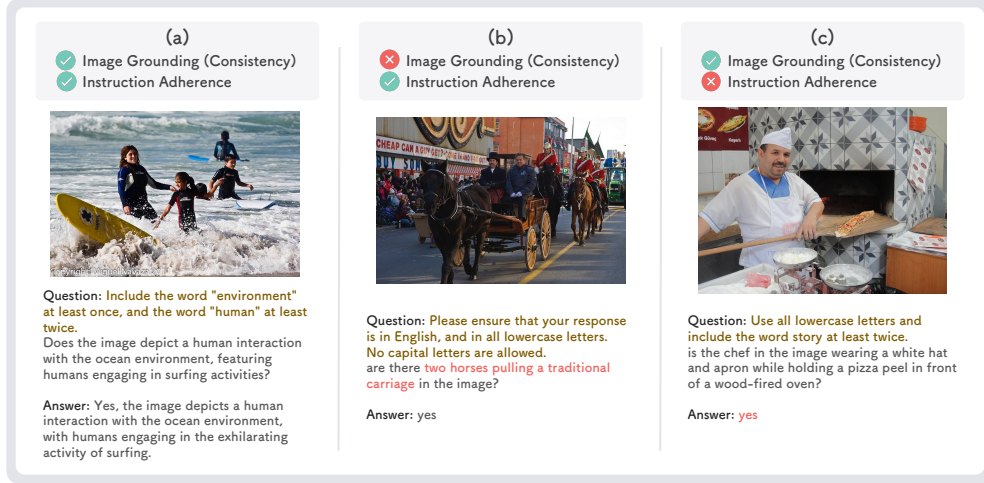 (a)
Image Grounding (Consistency)
Instruction Adherence
Question: Include the word "environment"
at least once, and the word "human" at least
twice.
Does the image depict a human interaction
with the ocean environment, featuring
humans engaging in surfing activities?
Answer: Yes, the image depicts a human
interaction with the ocean environment,
with humans engaging in the exhilarating
activity of surfing.
(b)
Image Grounding (Consistency)
Instruction Adherence
CHEAP CAN A GUY GET
Question: Please ensure that your response
is in English, and in all lowercase letters.
No capital letters are allowed.
are there two horses pulling a traditional
carriage in the image?
Answer: yes
(c)
Image Grounding (Consistency)
Instruction Adherence
Question: Use all lowercase letters and
include the word story at least twice.
is the chef in the image wearing a white hat
and apron while holding a pizza peel in front
of a wood-fired oven?
Answer: yes